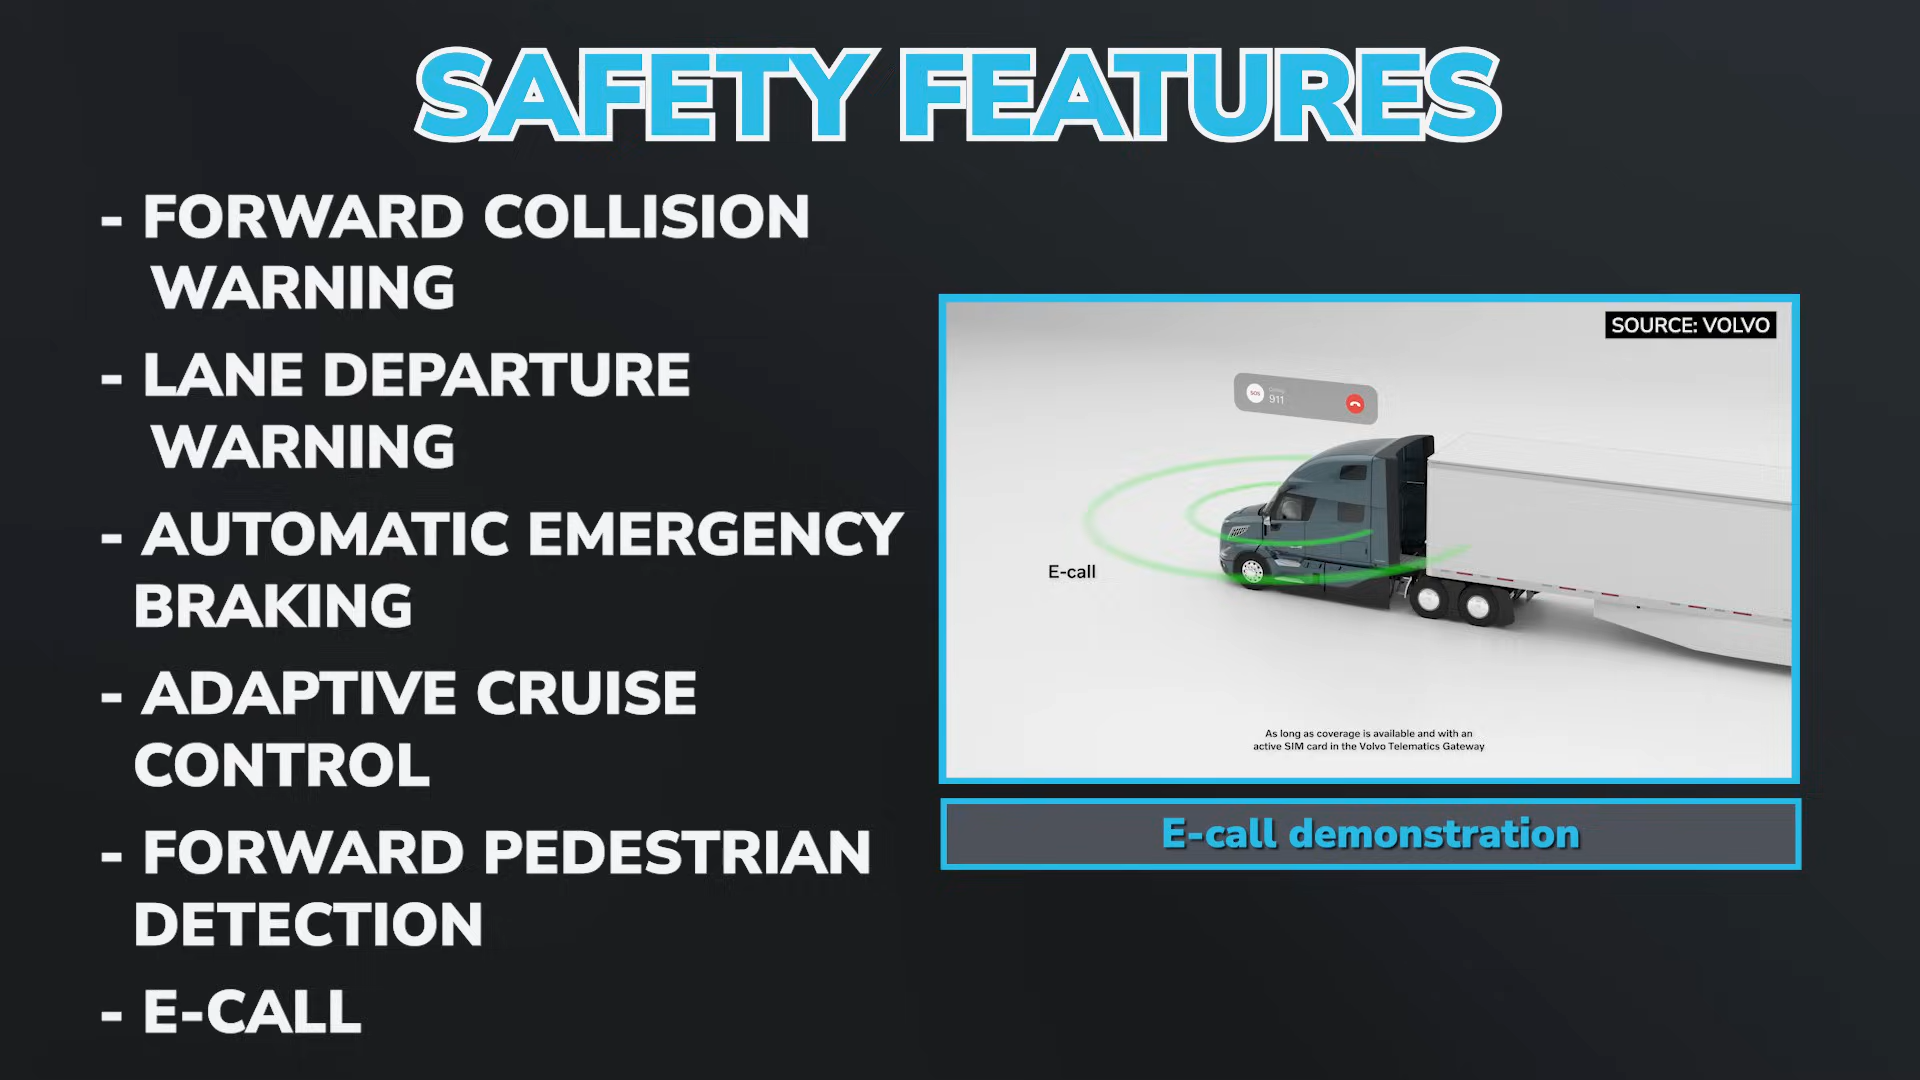 SAFETY FEATURES
- FORWARD COLLISION
WARNING
- LANE DEPARTURE
WARNING
- AUTOMATIC EMERGENCY
BRAKING
- ADAPTIVE CRUISE
CONTROL
- FORWARD PEDESTRIAN
DETECTION
- E-CALL
SOURCE: VOLVO
SOS
911
E-call
As long as coverage is available and with an
active SIM card in the Volvo Telematics Gateway
E-call demonstration